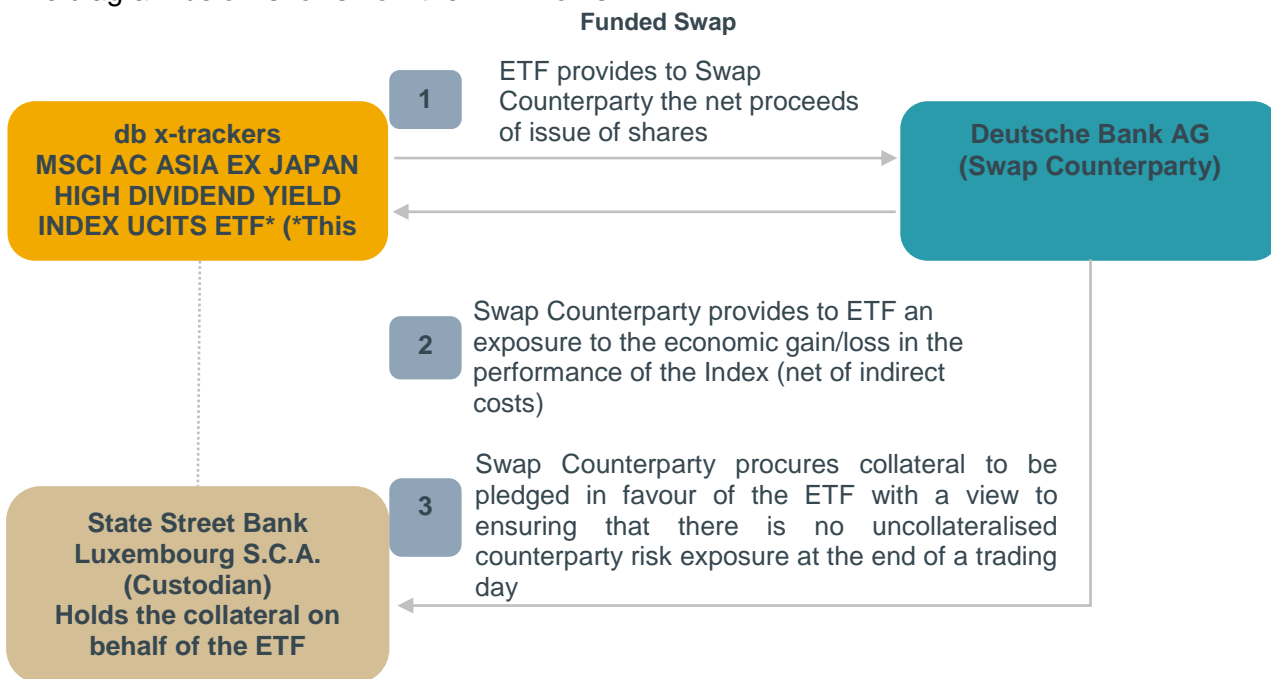 Funded Swap
1
ETF provides to Swap
Counterparty the net proceeds
of issue of shares
db x-trackers
MSCI AC ASIA EX JAPAN
HIGH DIVIDEND YIELD
INDEX UCITS ETF* (*This
Deutsche Bank AG
(Swap Counterparty)
2
Swap Counterparty provides to ETF an
exposure to the economic gain/loss in the
performance of the Index (net of indirect
costs)
3
Swap Counterparty procures collateral to be
pledged in favour of the ETF with a view to
ensuring that there is no uncollateralised
counterparty risk exposure at the end of a trading
day
State Street Bank
Luxembourg S.C.A.
(Custodian)
Holds the collateral on
behalf of the ETF